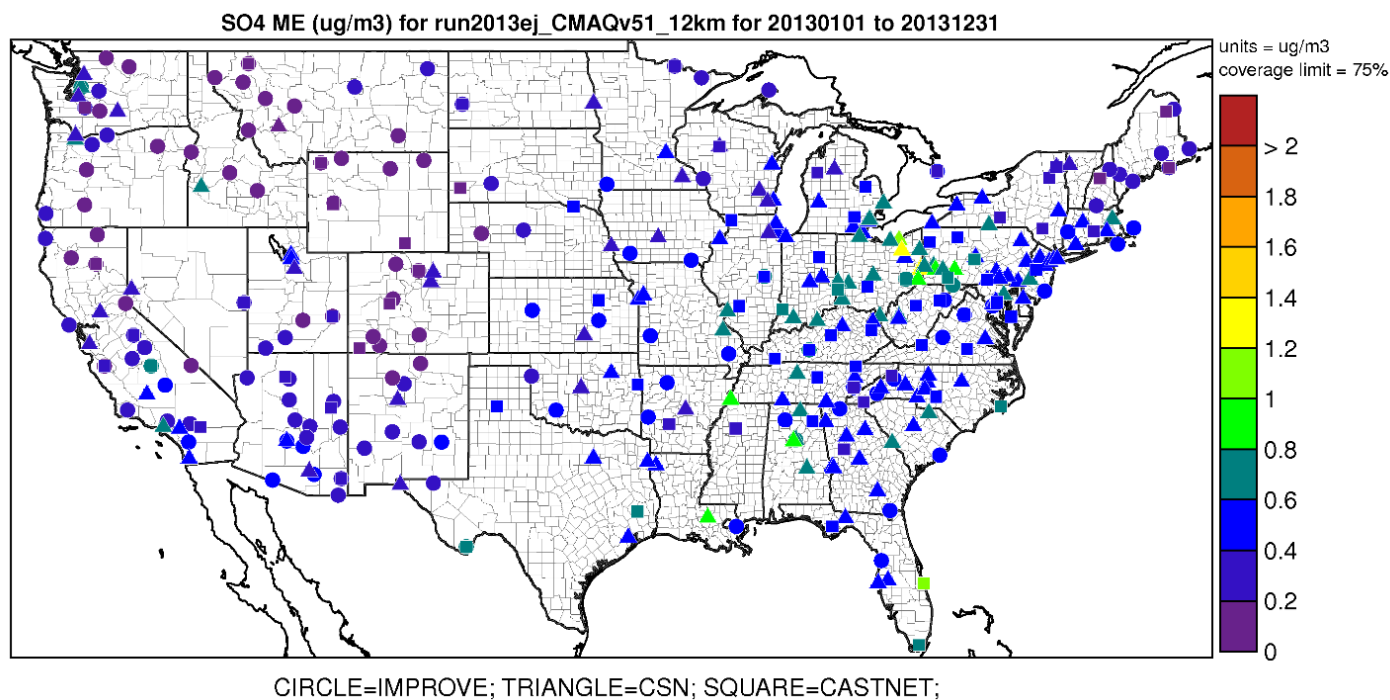 SO4 ME (ug/m3) for run2013ej_CMAQv51_12km for 20130101 to 20131231
units = ug/m3
coverage limit = 75%
> 2
1.8
1.6
1.4
1.2
1
0.8
0.6
0.4
0.2
0
CIRCLE=IMPROVE; TRIANGLE=CSN; SQUARE=CASTNET;